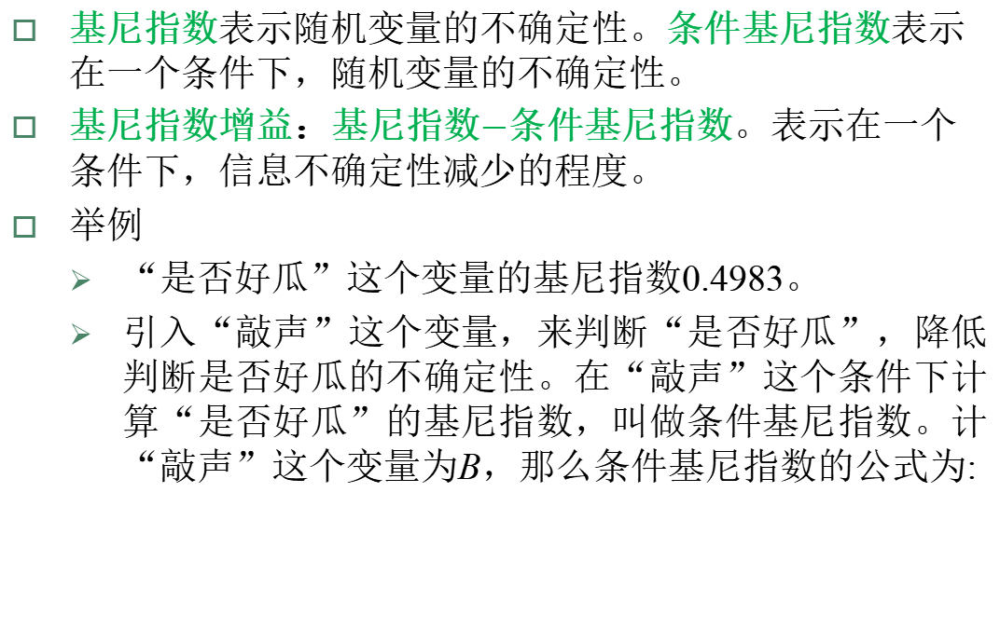 基尼指数表示随机变量的不确定性。条件基尼指数表示
在一个条件下，随机变量的不确定性。
基尼指数增益：基尼指数–条件基尼指数。表示在一个
条件下，信息不确定性减少的程度。
举例
“是否好瓜”这个变量的基尼指数0.4983。
引入“敲声”这个变量，来判断“是否好瓜”，降低
判断是否好瓜的不确定性。在“敲声”这个条件下计
算“是否好瓜”的基尼指数，叫做条件基尼指数。计
“敲声”这个变量为B，那么条件基尼指数的公式为: